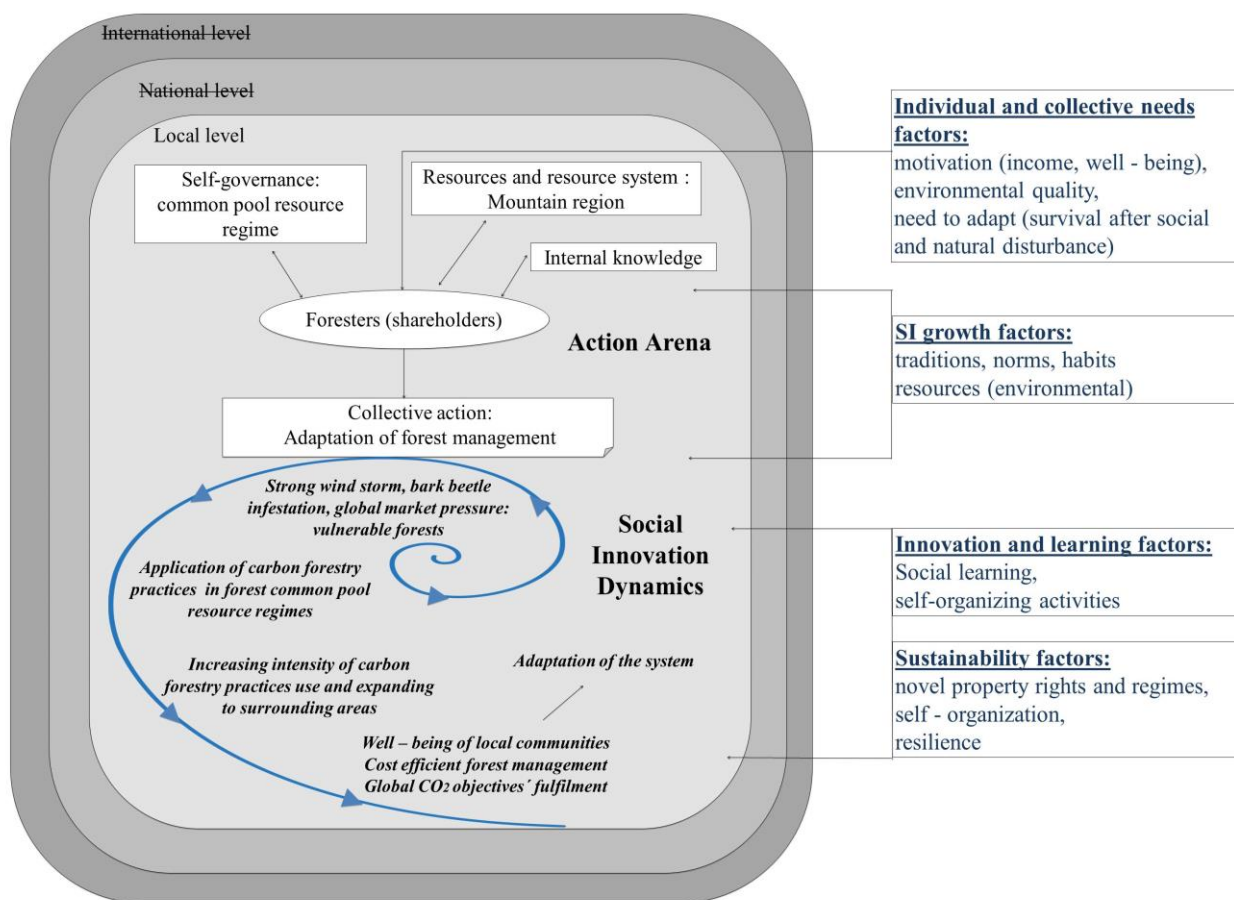 International level
National level
Local level
Self-governance:
common pool resource
regime
Resources and resource system :
Mountain region
Internal knowledge
Foresters (shareholders)
Action Arena
Collective action:
Adaptation of forest management
Strong wind storm, bark beetle
infestation, global market pressure:
vulnerable forests
Social
Innovation
Dynamics
Application of carbon forestry
practices in forest common pool
resource regimes
Increasing intensity of carbon
forestry practices use and expanding
to surrounding areas
Adaptation of the system
Well – being of local communities
Cost efficient forest management
Global CO₂ objectives´ fulfilment
Individual and collective needs
factors:
motivation (income, well - being),
environmental quality,
need to adapt (survival after social
and natural disturbance)
SI growth factors:
traditions, norms, habits
resources (environmental)
Innovation and learning factors:
Social learning,
self-organizing activities
Sustainability factors:
novel property rights and regimes,
self - organization,
resilience